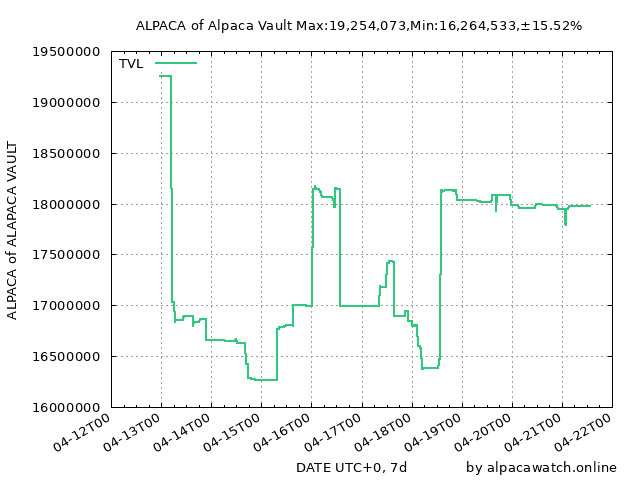 ALPACA of Alpaca Vault Max:19,254,073,Min:16,264,533,±15.52%
TVL
19500000
19000000
18500000
18000000
17500000
17000000
16500000
16000000
ALPACA of ALAPACA VAULT
04-12T00
04-13T00
04-14T00
04-15T00
04-16T00
04-17T00
04-18T00
04-19T00
04-20T00
04-21T00
04-22T00
DATE UTC+0, 7d
by alpacawatch.online